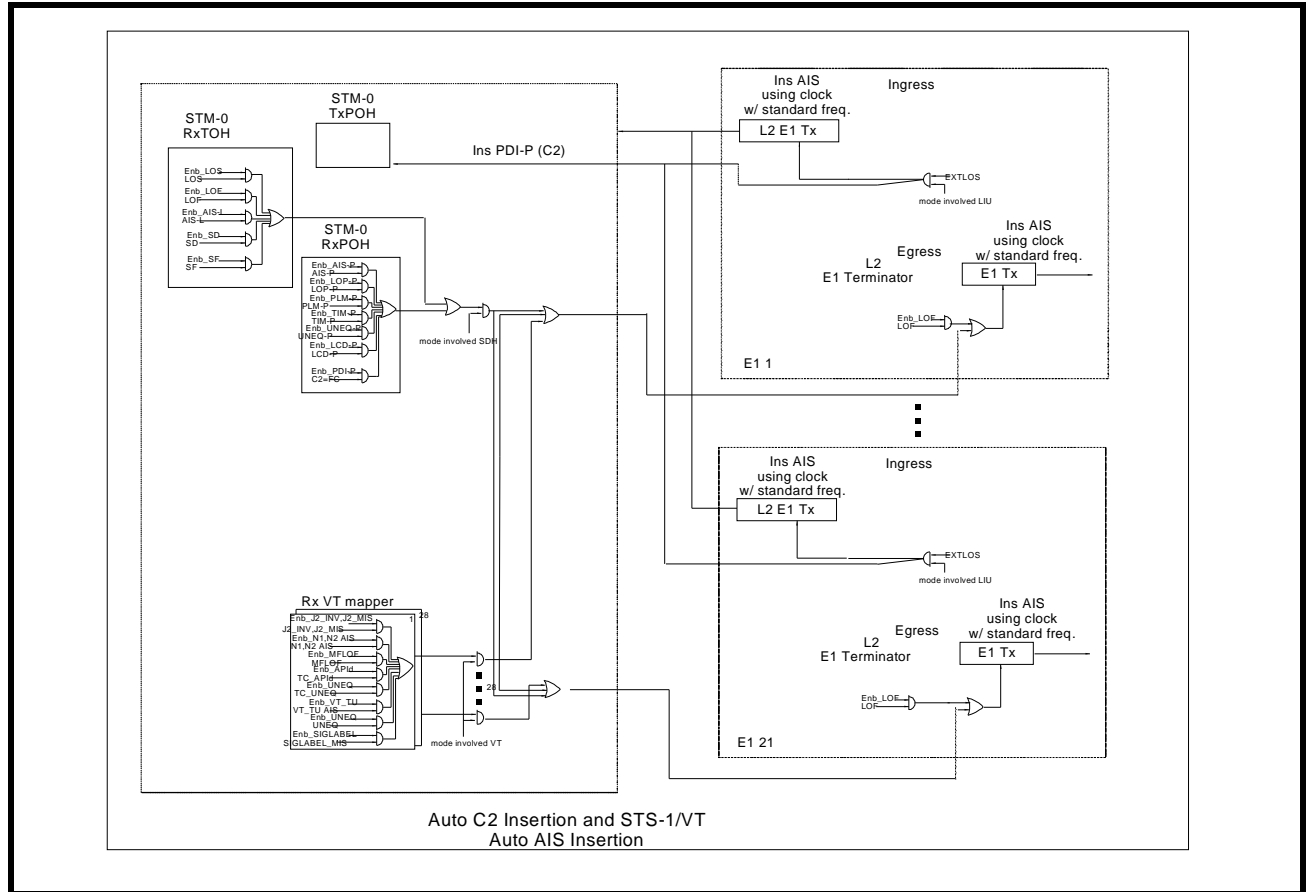 STM-0
TxPOH
STM-0
RxTOH
Enb_LOS
LOS
Enb_LOF
LOF
Enb_AIS-L
AIS-L
Enb_SD
SD
Enb_SF
SF
Ins PDI-P (C2)
STM-0
RxPOH
Enb_AIS-P
AIS-P
Enb_LOP-P
LOP-P
Enb_PLM-P
PLM-P
Enb_TIM-P
TIM-P
Enb_UNEQ-P
UNEQ-P
Enb_LCD-P
LCD-P
Enb_PDI-P
C2=FC
mode involved SDH
Rx VT mapper
1
28
Enb_J2_INV,J2_MIS
J2_INV,J2_MIS
Enb_N1,N2 AIS
N1,N2 AIS
Enb_MFLOF
MFLOF
Enb_APId
TC_APId
Enb_UNEQ
TC_UNEQ
Enb_VT_TU
VT_TU AIS
Enb_UNEQ
UNEQ
Enb_SIGLABEL
SIGLABEL_MIS
28
mode involved VT
Ins AIS
using clock
w/ standard freq.
Ingress
L2 E1 Tx
EXTLOS
mode involved LIU
Ins AIS
using clock
w/ standard freq.
Egress
L2
E1 Terminator
E1 Tx
Enb_LOF
LOF
E1 1
Ins AIS
using clock
w/ standard freq.
Ingress
L2 E1 Tx
EXTLOS
mode involved LIU
Ins AIS
using clock
w/ standard freq.
Egress
L2
E1 Terminator
E1 Tx
Enb_LOF
LOF
E1 21
Auto C2 Insertion and STS-1/VT
Auto AIS Insertion